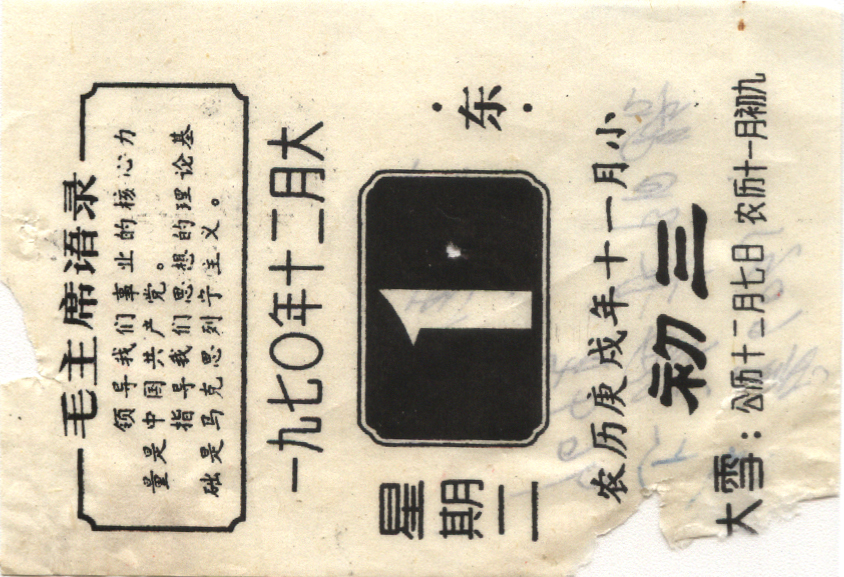 毛主席语录
领导我们事业的核心力
量是中国共产党。
指导我们思想的理论基
础是马克思列宁主义。
一九七〇年十二月大
星期二
1
·东·
农历庚戌年十一月小
初三
大雪：公历十二月七日 农历十一月初九